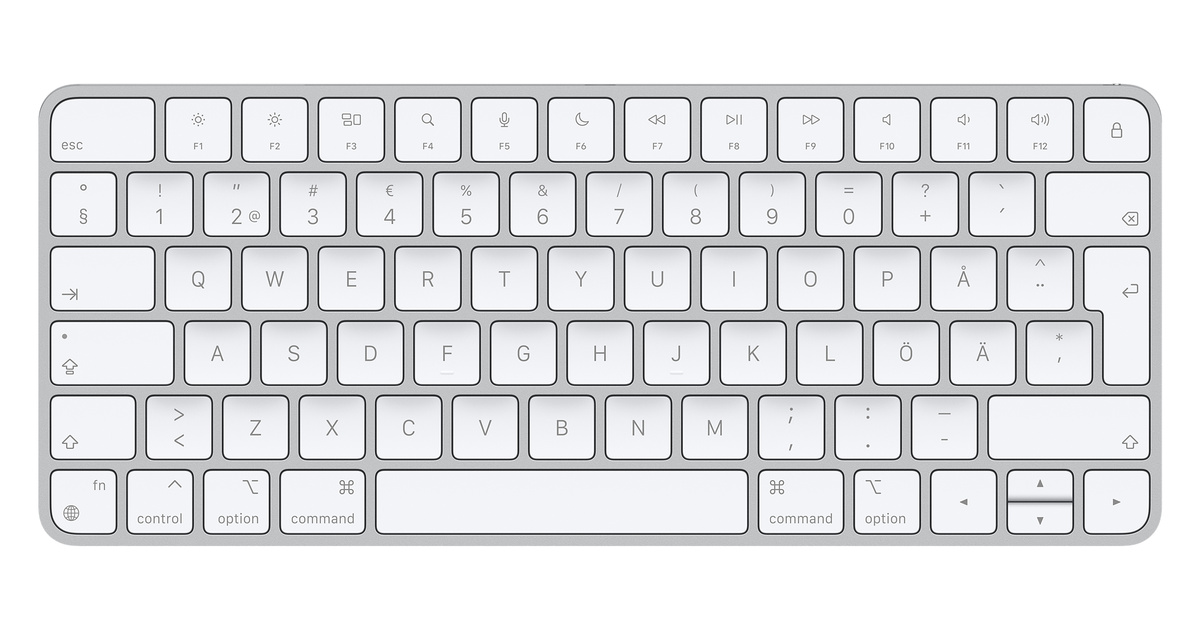 esc F1 F2 F3 F4 F5 F6 F7 F8 F9 F10 F11 F12
° ! " # € % & / ( ) = ? `
§ 1 2 @ 3 4 5 6 7 8 9 0 + ´
Q W E R T Y U I O P Å ^ ¨
A S D F G H J K L Ö Ä * '
> ; : —
< Z X C V B N M , . -
fn ^ ⌥ ⌘ ⌘ ⌥
control option command command option